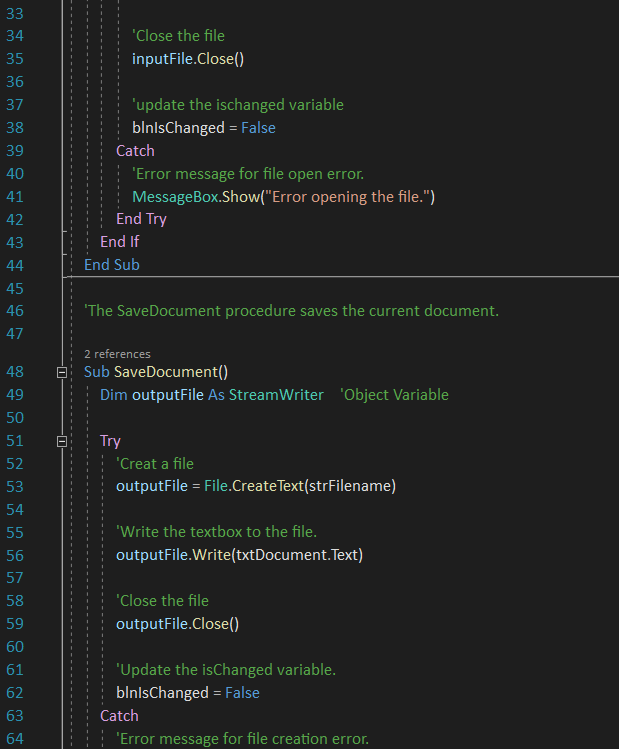 33
34 'Close the file
35 inputFile.Close()
36
37 'update the ischanged variable
38 blnIsChanged = False
39 Catch
40 'Error message for file open error.
41 MessageBox.Show("Error opening the file.")
42 End Try
43 End If
44 End Sub
45
46 'The SaveDocument procedure saves the current document.
47
2 references
48 Sub SaveDocument()
49 Dim outputFile As StreamWriter 'Object Variable
50
51 Try
52 'Creat a file
53 outputFile = File.CreateText(strFilename)
54
55 'Write the textbox to the file.
56 outputFile.Write(txtDocument.Text)
57
58 'Close the file
59 outputFile.Close()
60
61 'Update the isChanged variable.
62 blnIsChanged = False
63 Catch
64 'Error message for file creation error.